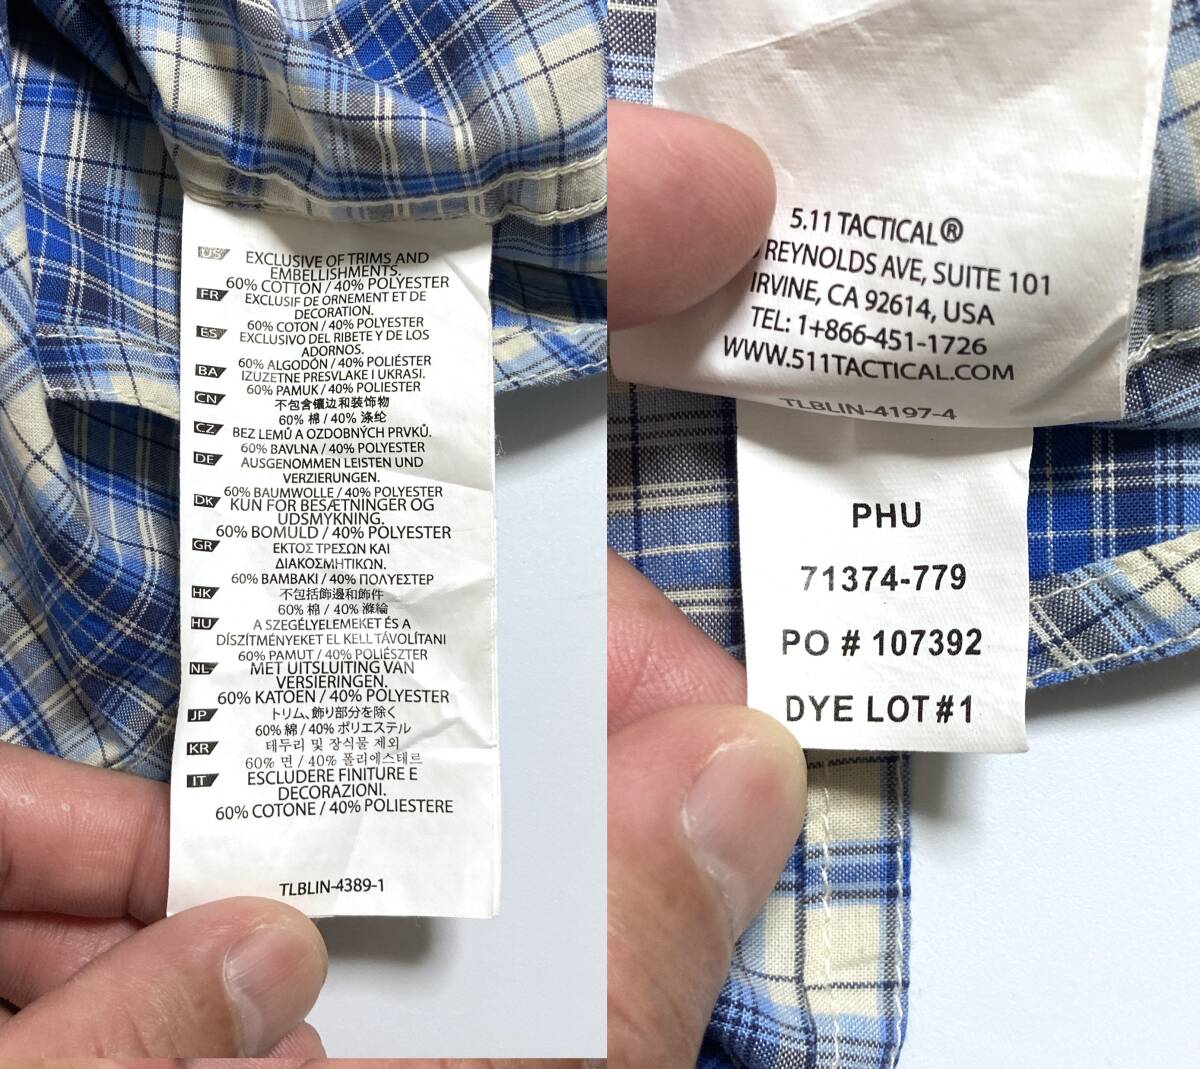 US EXCLUSIVE OF TRIMS AND
EMBELLISHMENTS.
60% COTTON / 40% POLYESTER
FR EXCLUSIF DE ORNEMENT ET DE
DECORATION.
60% COTON / 40% POLYESTER
ES EXCLUSIVO DEL RIBETE Y DE LOS
ADORNOS.
60% ALGODÓN / 40% POLIÉSTER
BA IZUZETNE PRESVLAKE I UKRASI.
60% PAMUK / 40% POLIESTER
CN 不包含镶边和装饰物
60% 棉 / 40% 涤纶
CZ BEZ LEMŮ A OZDOBNÝCH PRVKŮ.
60% BAVLNA / 40% POLYESTER
DE AUSGENOMMEN LEISTEN UND
VERZIERUNGEN.
60% BAUMWOLLE / 40% POLYESTER
DK KUN FOR BESÆTNINGER OG
UDSMYKNING.
60% BOMULD / 40% POLYESTER
GR ΕΚΤΟΣ ΤΡΕΣΩΝ ΚΑΙ
ΔΙΑΚΟΣΜΗΤΙΚΩΝ.
60% ΒΑΜΒΑΚΙ / 40% ΠΟΛΥΕΣΤΕΡ
HK 不包括飾邊和飾件
60% 棉 / 40% 滌綸
HU A SZEGÉLYELEMEKET ÉS A
DÍSZÍTMÉNYEKET EL KELL TÁVOLÍTANI
60% PAMUT / 40% POLIÉSZTER
NL MET UITSLUITING VAN
VERSIERINGEN.
60% KATOEN / 40% POLYESTER
JP トリム、飾り部分を除く
60% 綿 / 40% ポリエステル
KR 테두리 및 장식물 제외
60% 면 / 40% 폴리에스테르
IT ESCLUDERE FINITURE E
DECORAZIONI.
60% COTONE / 40% POLIESTERE
TLBLIN-4389-1
5.11 TACTICAL®
REYNOLDS AVE, SUITE 101
IRVINE, CA 92614, USA
TEL: 1+866-451-1726
WWW.511TACTICAL.COM
TLBLIN-4197-4
PHU
71374-779
PO # 107392
DYE LOT #1